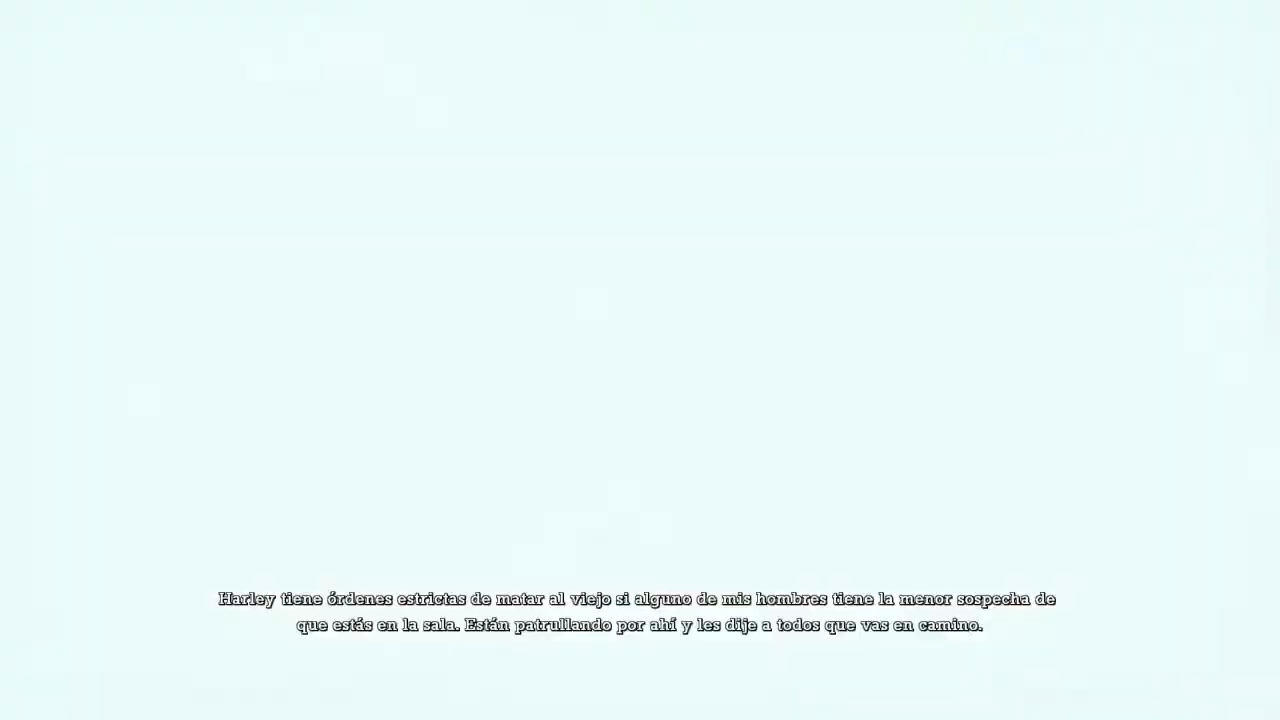 Harley tiene órdenes estrictas de matar al viejo si alguno de mis hombres tiene la menor sospecha de
que estás en la sala. Están patrullando por ahí y les dije a todos que vas en camino.